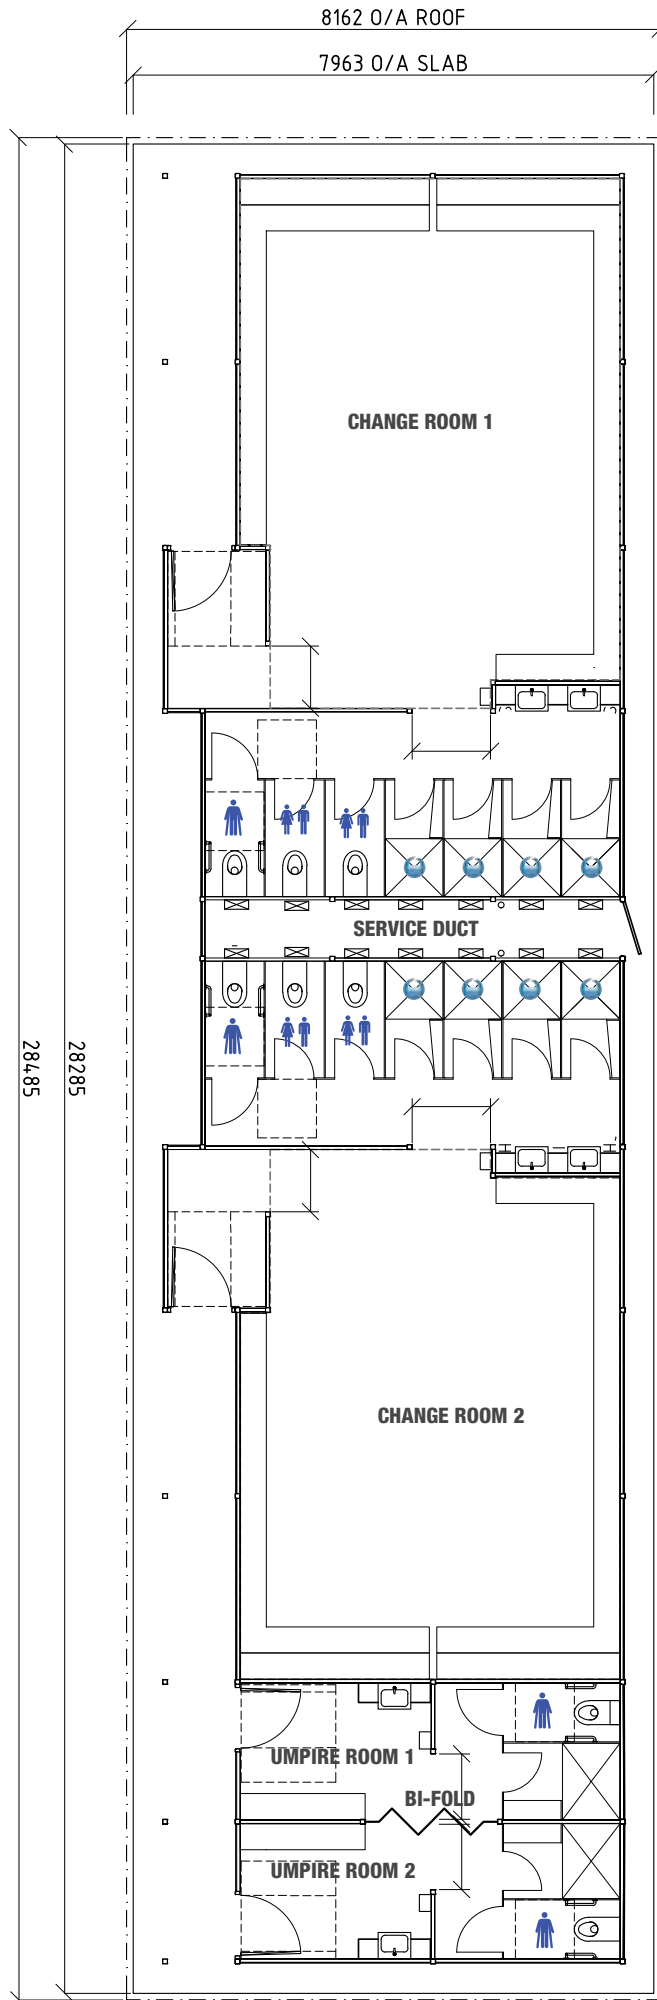 8162 O/A ROOF
7963 O/A SLAB
CHANGE ROOM 1
SERVICE DUCT
28485
28285
CHANGE ROOM 2
UMPIRE ROOM 1
BI-FOLD
UMPIRE ROOM 2